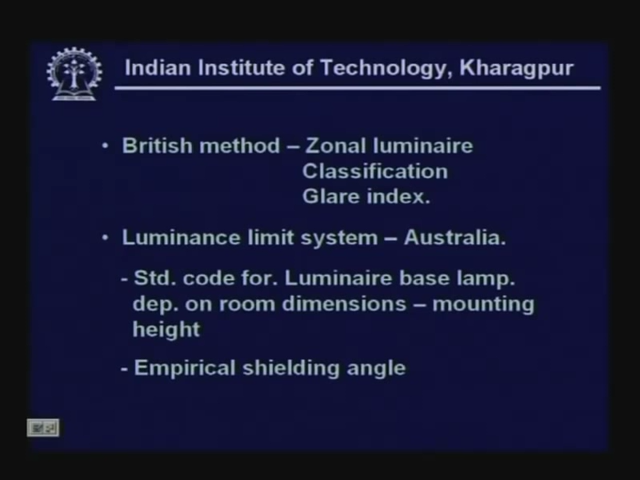 Indian Institute of Technology, Kharagpur
• British method – Zonal luminaire
Classification
Glare index.
• Luminance limit system – Australia.
- Std. code for. Luminaire base lamp.
dep. on room dimensions – mounting
height
- Empirical shielding angle